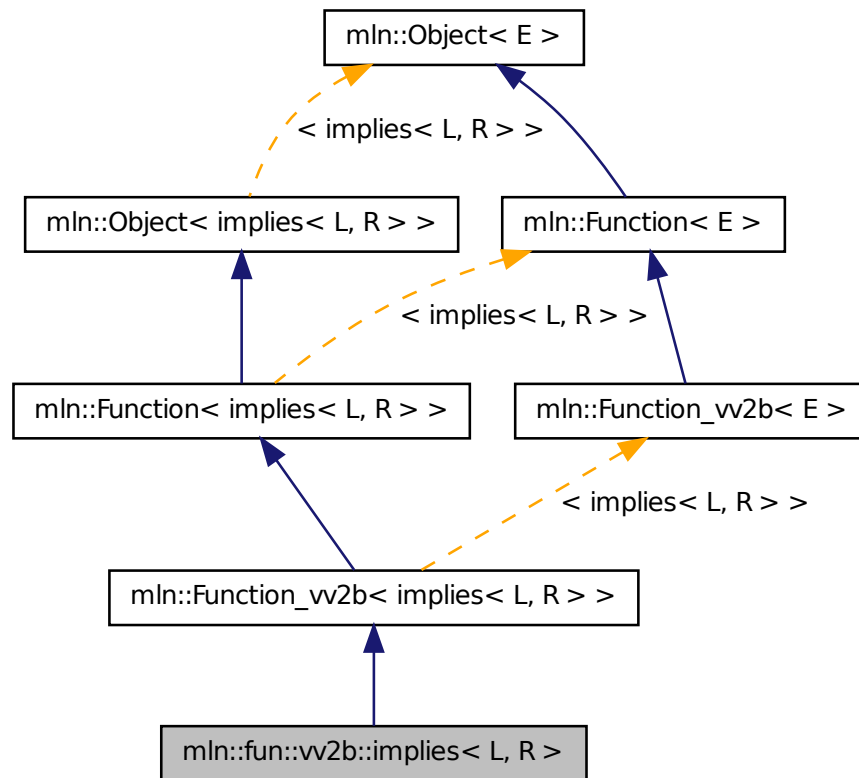 mln::Object< E >
< implies< L, R > >
mln::Object< implies< L, R > >
mln::Function< E >
< implies< L, R > >
mln::Function< implies< L, R > >
mln::Function_vv2b< E >
< implies< L, R > >
mln::Function_vv2b< implies< L, R > >
mln::fun::vv2b::implies< L, R >